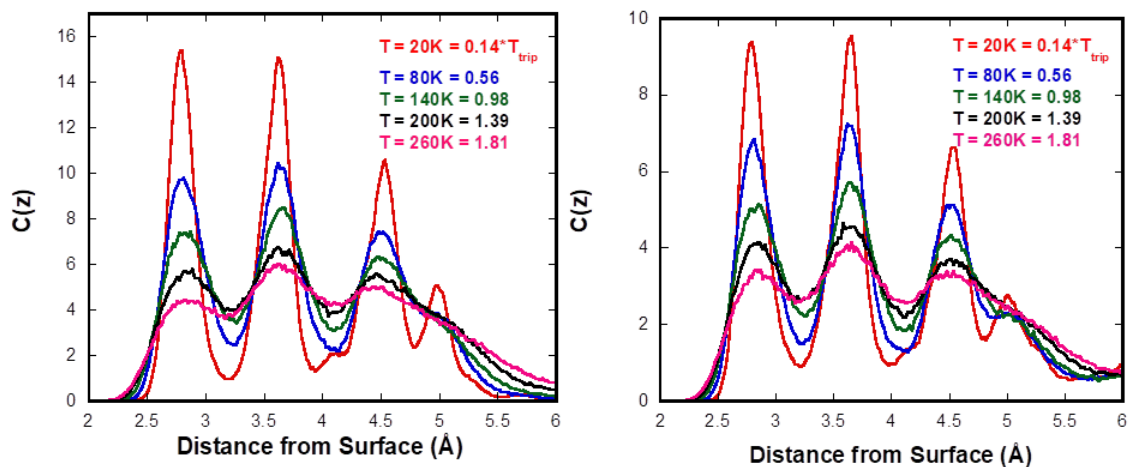 16
14
12
10
8
6
4
2
0
C(z)
T = 20K = 0.14*T_trip
T = 80K = 0.56
T = 140K = 0.98
T = 200K = 1.39
T = 260K = 1.81
2 2.5 3 3.5 4 4.5 5 5.5 6
Distance from Surface (Å)
10
8
6
4
2
0
C(z)
T = 20K = 0.14*T_trip
T = 80K = 0.56
T = 140K = 0.98
T = 200K = 1.39
T = 260K = 1.81
2 2.5 3 3.5 4 4.5 5 5.5 6
Distance from Surface (Å)